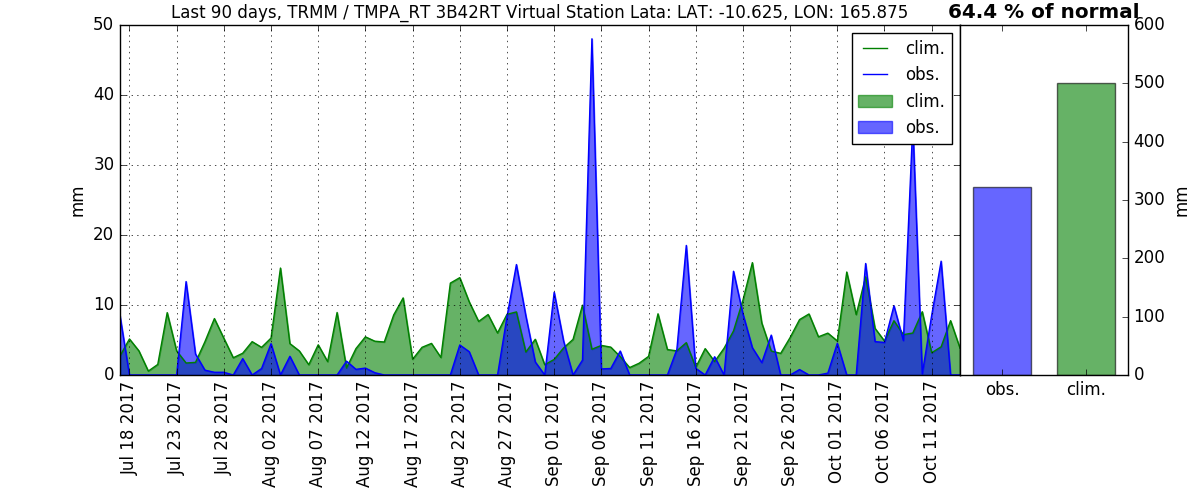 Last 90 days, TRMM / TMPA_RT 3B42RT Virtual Station Lata: LAT: -10.625, LON: 165.875
64.4 % of normal
50
40
30
20
10
0
mm
clim.
obs.
clim.
obs.
Jul 18 2017
Jul 23 2017
Jul 28 2017
Aug 02 2017
Aug 07 2017
Aug 12 2017
Aug 17 2017
Aug 22 2017
Aug 27 2017
Sep 01 2017
Sep 06 2017
Sep 11 2017
Sep 16 2017
Sep 21 2017
Sep 26 2017
Oct 01 2017
Oct 06 2017
Oct 11 2017
600
500
400
300
200
100
0
mm
obs.
clim.